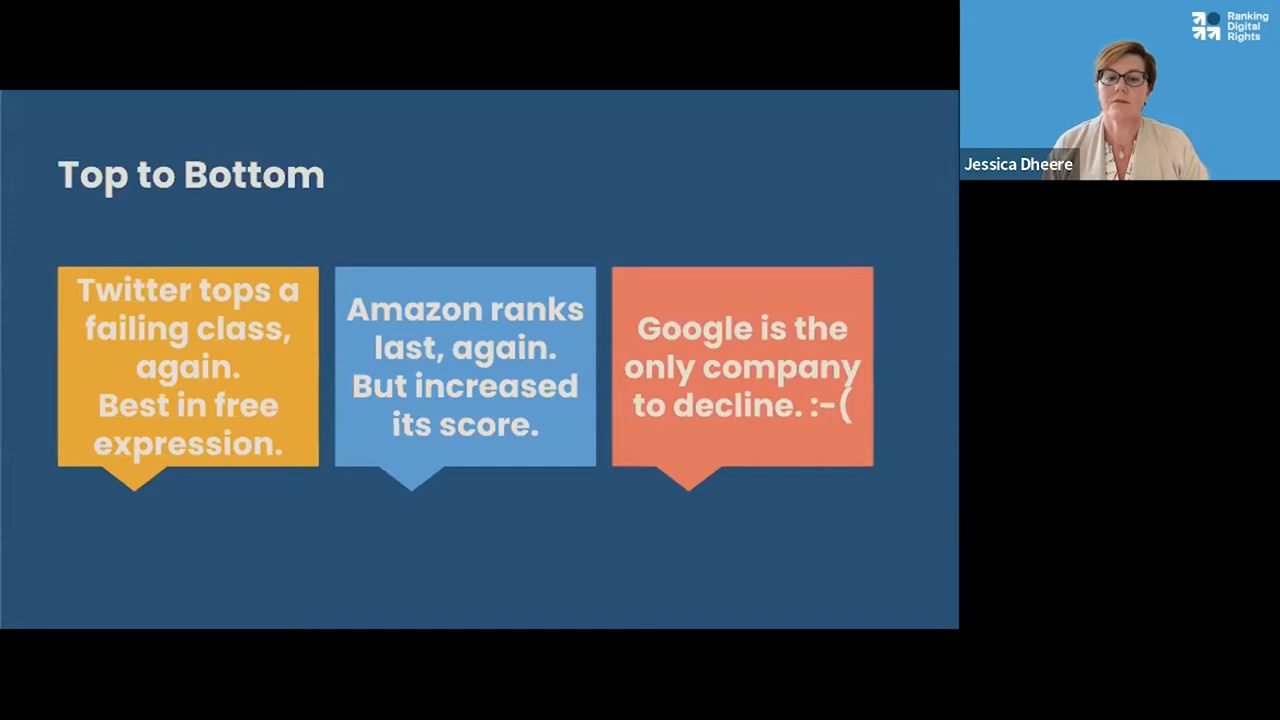 Top to Bottom
Twitter tops a
failing class,
again.
Best in free
expression.
Amazon ranks
last, again.
But increased
its score.
Google is the
only company
to decline. :-(
Ranking
Digital
Rights
Jessica Dheere